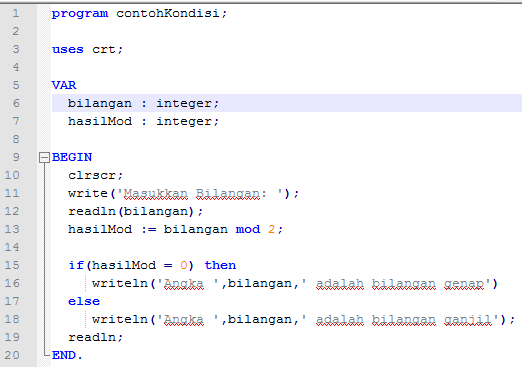 1 program contohKondisi;
2
3 uses crt;
4
5 VAR
6 bilangan : integer;
7 hasilMod : integer;
8
9 BEGIN
10 clrscr;
11 write('Masukkan Bilangan: ');
12 readln(bilangan);
13 hasilMod := bilangan mod 2;
14
15 if(hasilMod = 0) then
16 writeln('Angka ',bilangan,' adalah bilangan genap')
17 else
18 writeln('Angka ',bilangan,' adalah bilangan ganjil');
19 readln;
20 END.